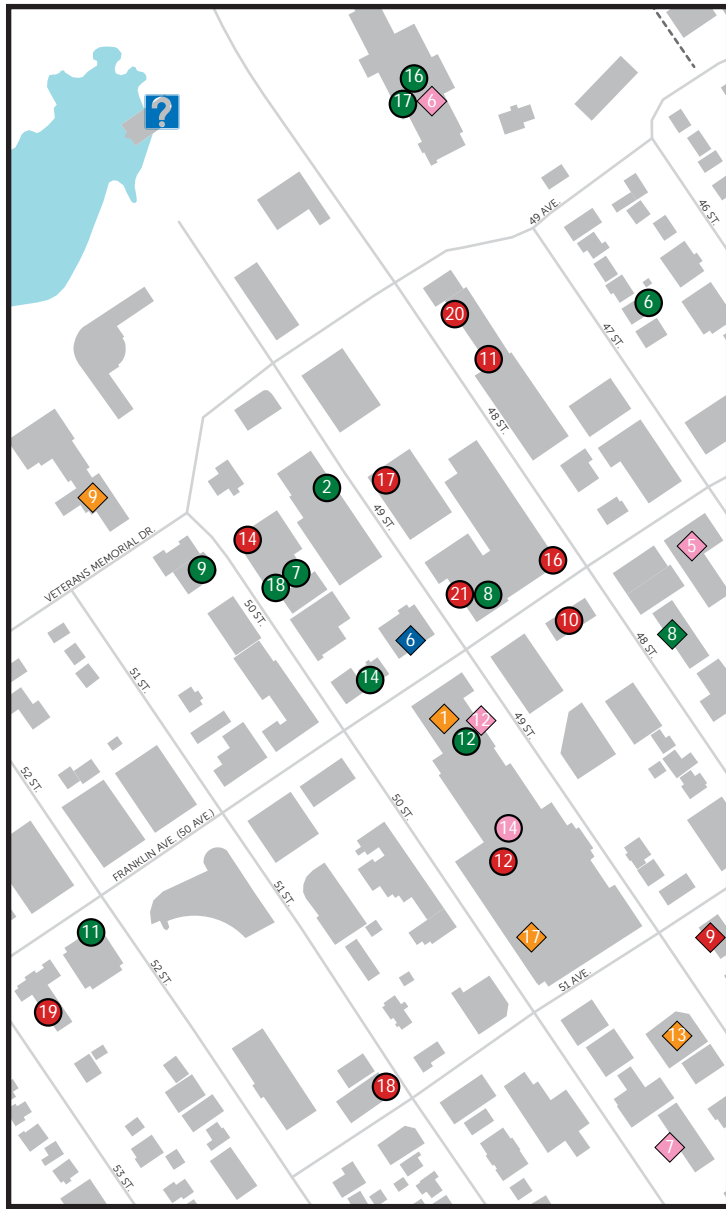 16
?
17
6
46 ST.
49 AVE.
6
20
47 ST.
11
48 ST.
17
2
9
49 ST.
14
5
VETERANS MEMORIAL DR.
16
9
7
18
21
8
50 ST.
10
8
6
48 ST.
14
51 ST.
1
12
49 ST.
12
52 ST.
50 ST.
FRANKLIN AVE. (50 AVE.)
14
12
51 ST.
11
17
9
52 ST.
51 AVE.
19
13
18
7
53 ST.